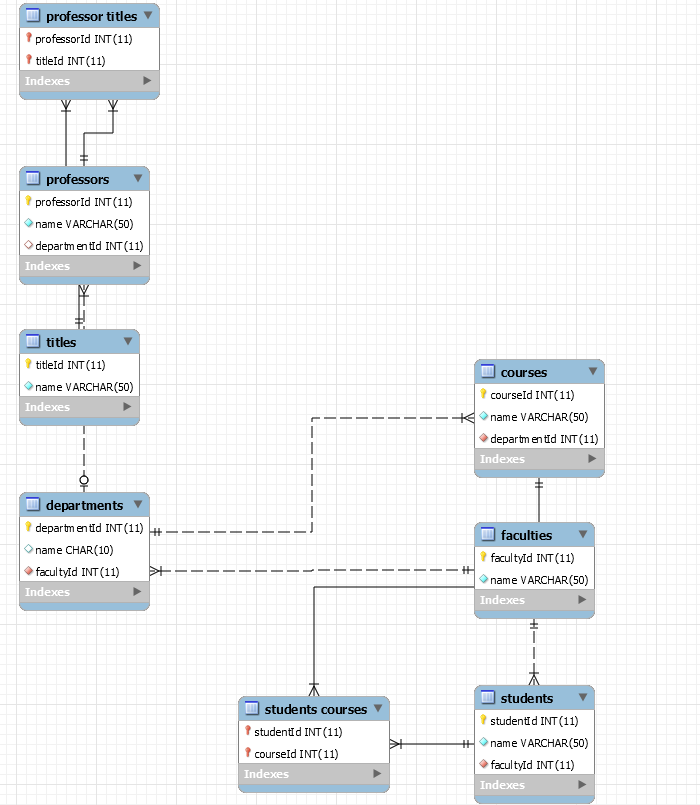 professor titles
professorId INT(11)
titleId INT(11)
Indexes
professors
professorId INT(11)
name VARCHAR(50)
departmentId INT(11)
Indexes
titles
titleId INT(11)
name VARCHAR(50)
Indexes
departments
departmentId INT(11)
name CHAR(10)
facultyId INT(11)
Indexes
courses
courseId INT(11)
name VARCHAR(50)
departmentId INT(11)
Indexes
faculties
facultyId INT(11)
name VARCHAR(50)
Indexes
students courses
studentId INT(11)
courseId INT(11)
Indexes
students
studentId INT(11)
name VARCHAR(50)
facultyId INT(11)
Indexes